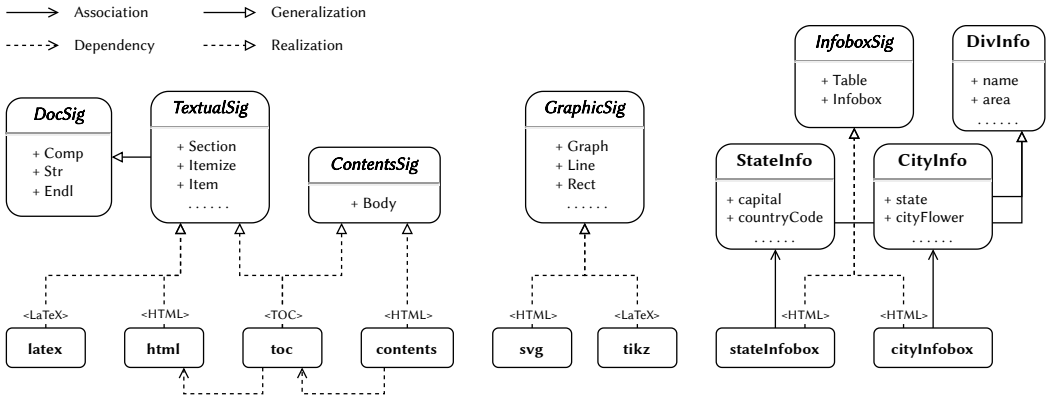 Association
Generalization
Dependency
Realization
DocSig
+ Comp
+ Str
+ Endl
TextualSig
+ Section
+ Itemize
+ Item
......
ContentsSig
+ Body
GraphicSig
+ Graph
+ Line
+ Rect
......
InfoboxSig
+ Table
+ Infobox
DivInfo
+ name
+ area
......
StateInfo
+ capital
+ countryCode
......
CityInfo
+ state
+ cityFlower
......
<LaTeX>
<HTML>
<TOC>
<HTML>
<HTML>
<LaTeX>
<HTML>
<HTML>
latex
html
toc
contents
svg
tikz
stateInfobox
cityInfobox